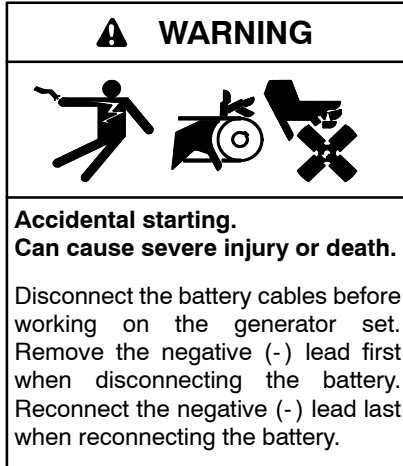 WARNING
Accidental starting.
Can cause severe injury or death.
Disconnect the battery cables before
working on the generator set.
Remove the negative (-) lead first
when disconnecting the battery.
Reconnect the negative (-) lead last
when reconnecting the battery.